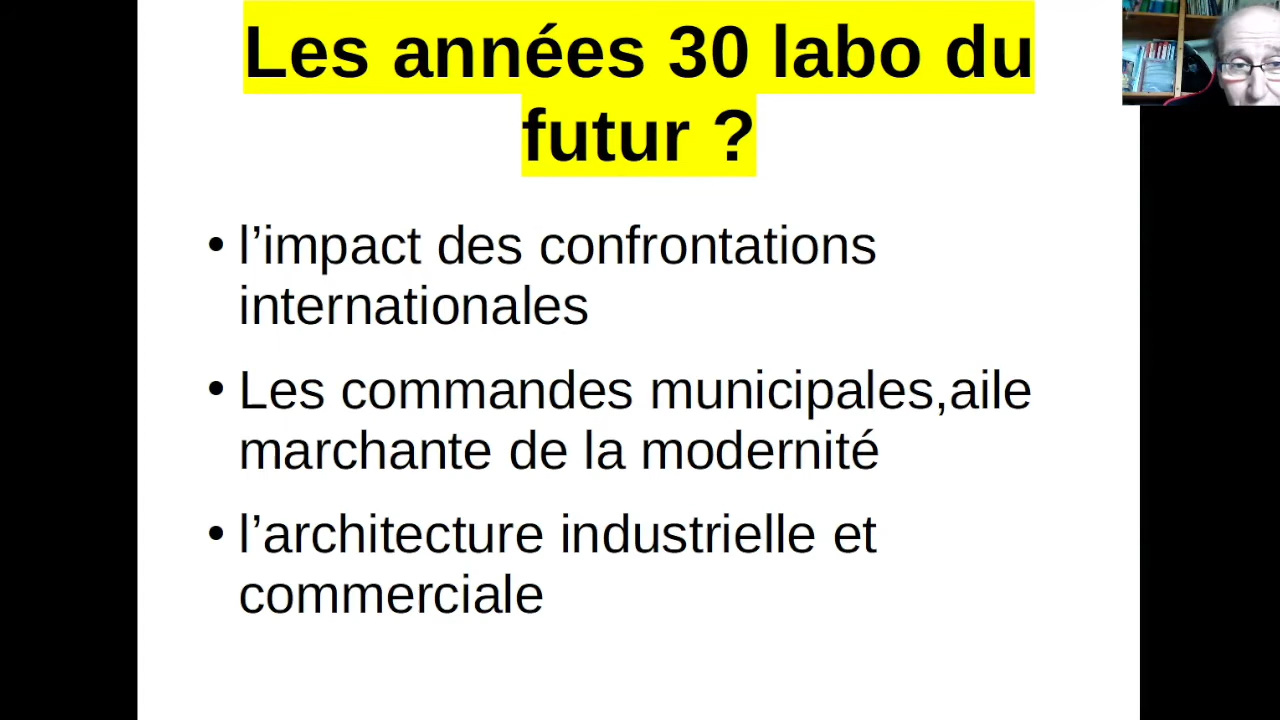 Les années 30 labo du
futur ?
• l’impact des confrontations
internationales
• Les commandes municipales,aile
marchante de la modernité
• l’architecture industrielle et
commerciale